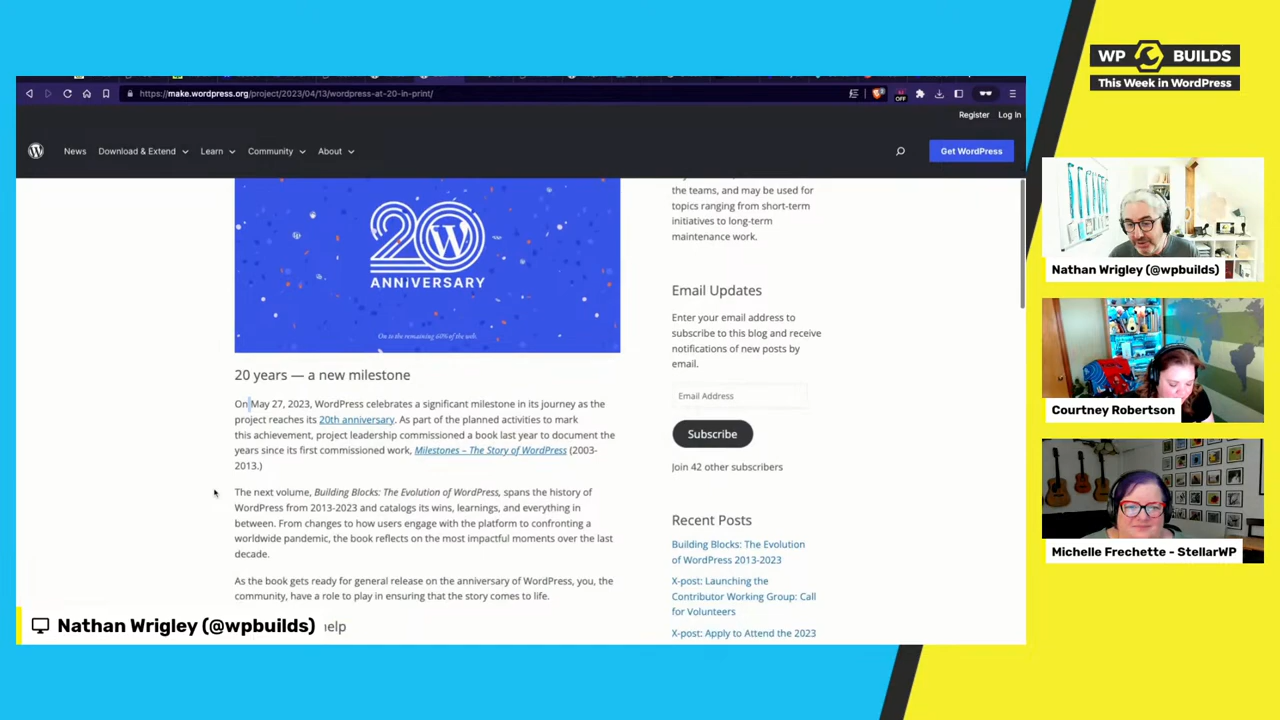 WP BUILDS
This Week in WordPress
https://make.wordpress.org/project/2023/04/13/wordpress-at-20-in-print/
OFF
Register Log In
News Download & Extend Learn Community About Get WordPress
20
ANNIVERSARY
On to the remaining 60% of the web.
20 years — a new milestone
On May 27, 2023, WordPress celebrates a significant milestone in its journey as the
project reaches its 20th anniversary. As part of the planned activities to mark
this achievement, project leadership commissioned a book last year to document the
years since its first commissioned work, Milestones – The Story of WordPress (2003-
2013.)
The next volume, Building Blocks: The Evolution of WordPress, spans the history of
WordPress from 2013-2023 and catalogs its wins, learnings, and everything in
between. From changes to how users engage with the platform to confronting a
worldwide pandemic, the book reflects on the most impactful moments over the last
decade.
As the book gets ready for general release on the anniversary of WordPress, you, the
community, have a role to play in ensuring that the story comes to life.
the teams, and may be used for
topics ranging from short-term
initiatives to long-term
maintenance work.
Email Updates
Enter your email address to
subscribe to this blog and receive
notifications of new posts by
email.
Email Address
Subscribe
Join 42 other subscribers
Recent Posts
Building Blocks: The Evolution
of WordPress 2013-2023
X-post: Launching the
Contributor Working Group: Call
for Volunteers
X-post: Apply to Attend the 2023
Nathan Wrigley (@wpbuilds)
Nathan Wrigley (@wpbuilds)
Courtney Robertson
Michelle Frechette - StellarWP